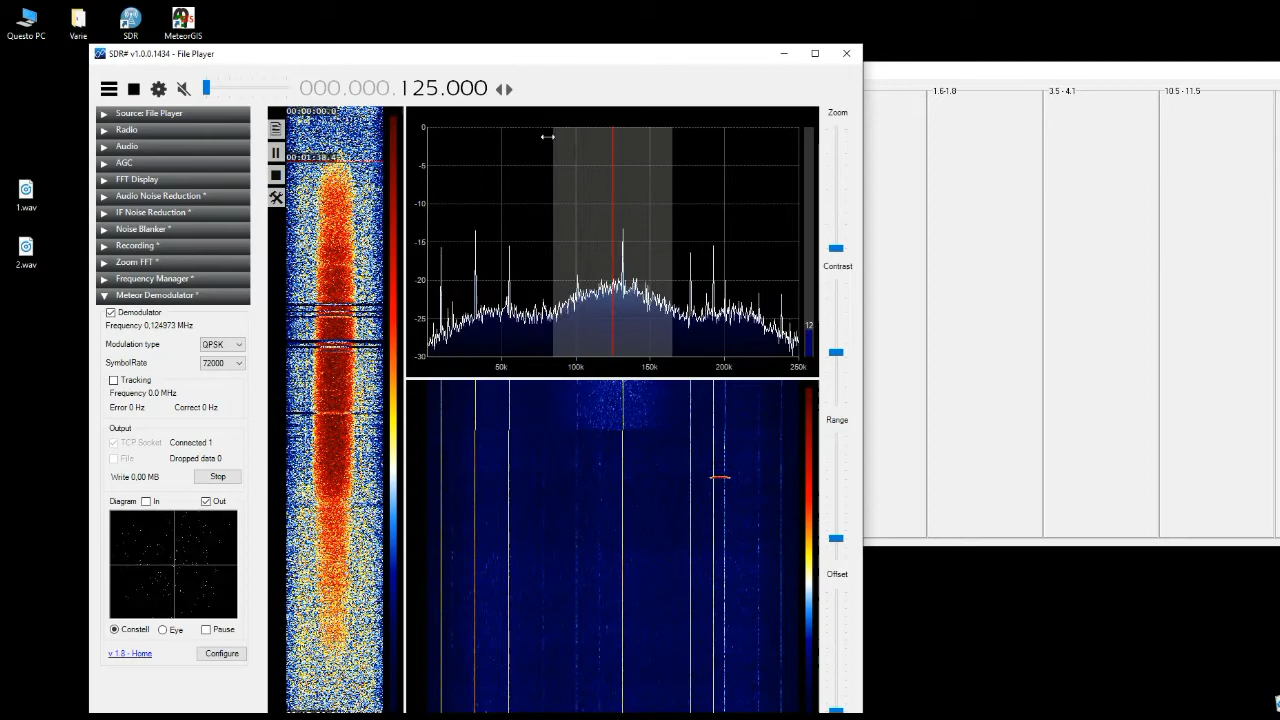 Questo PC
Varie
SDR
MeteorGIS
1.wav
2.wav
SDR# v1.0.0.1434 - File Player
000.000.125.000
Source: File Player
Radio
Audio
AGC
FFT Display
Audio Noise Reduction *
IF Noise Reduction *
Noise Blanker *
Recording *
Zoom FFT *
Frequency Manager *
Meteor Demodulator *
Demodulator
Frequency 0,124973 MHz
Modulation type QPSK
SymbolRate 72000
Tracking
Frequency 0.0 MHz
Error 0 Hz Correct 0 Hz
Output
TCP Socket Connected 1
File Dropped data 0
Write 0,00 MB Stop
Diagram In Out
Constell Eye Pause
v 1.8 - Home Configure
00:00:00.0
0
-5
-10
-15
-20
-25
-30
50k 100k 150k 200k 250k
12
Zoom
Contrast
Range
Offset
1.6-1.8 3.5 - 4.1 10.5 - 11.5